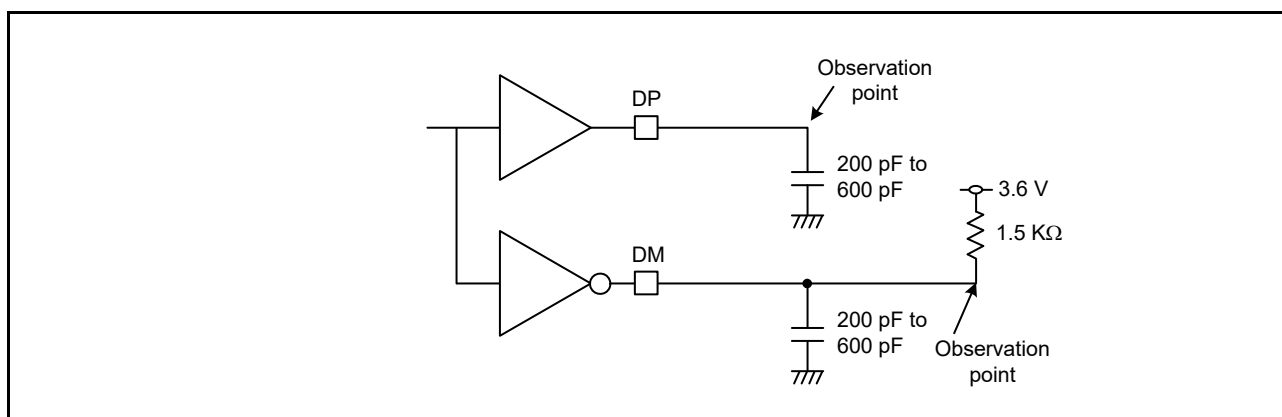 Observation
point
DP
200 pF to
600 pF
3.6 V
1.5 KΩ
DM
200 pF to
600 pF
Observation
point